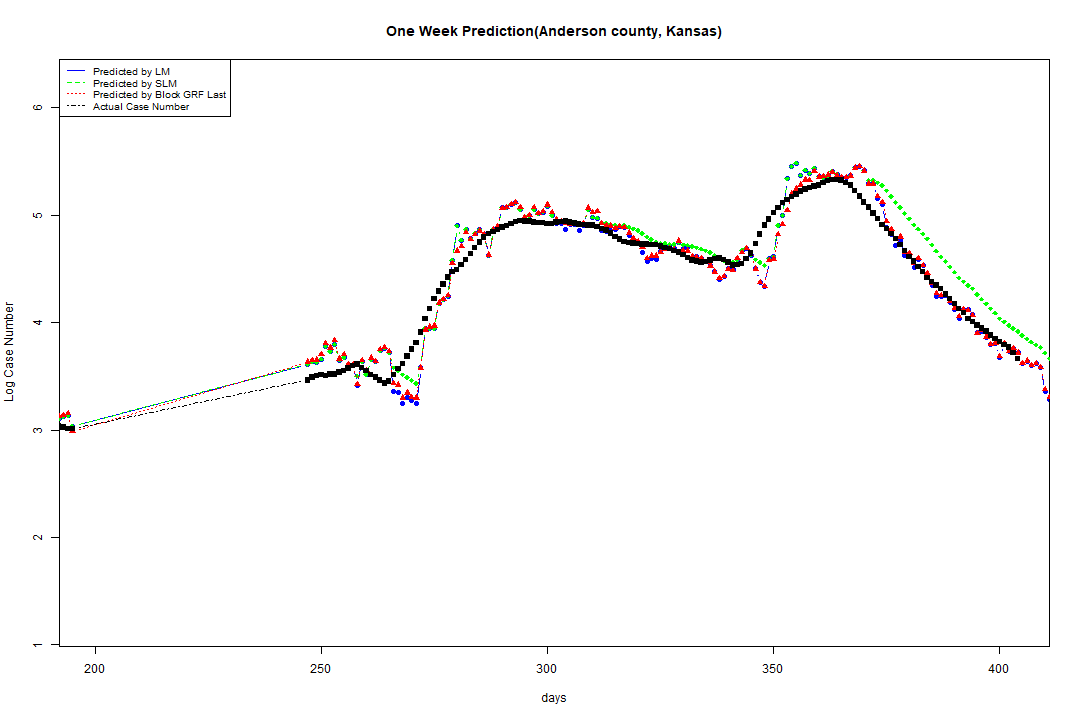 One Week Prediction(Anderson county, Kansas)
Predicted by LM
Predicted by SLM
Predicted by Block GRF Last
Actual Case Number
Log Case Number
6
5
4
3
2
1
200 250 300 350 400
days